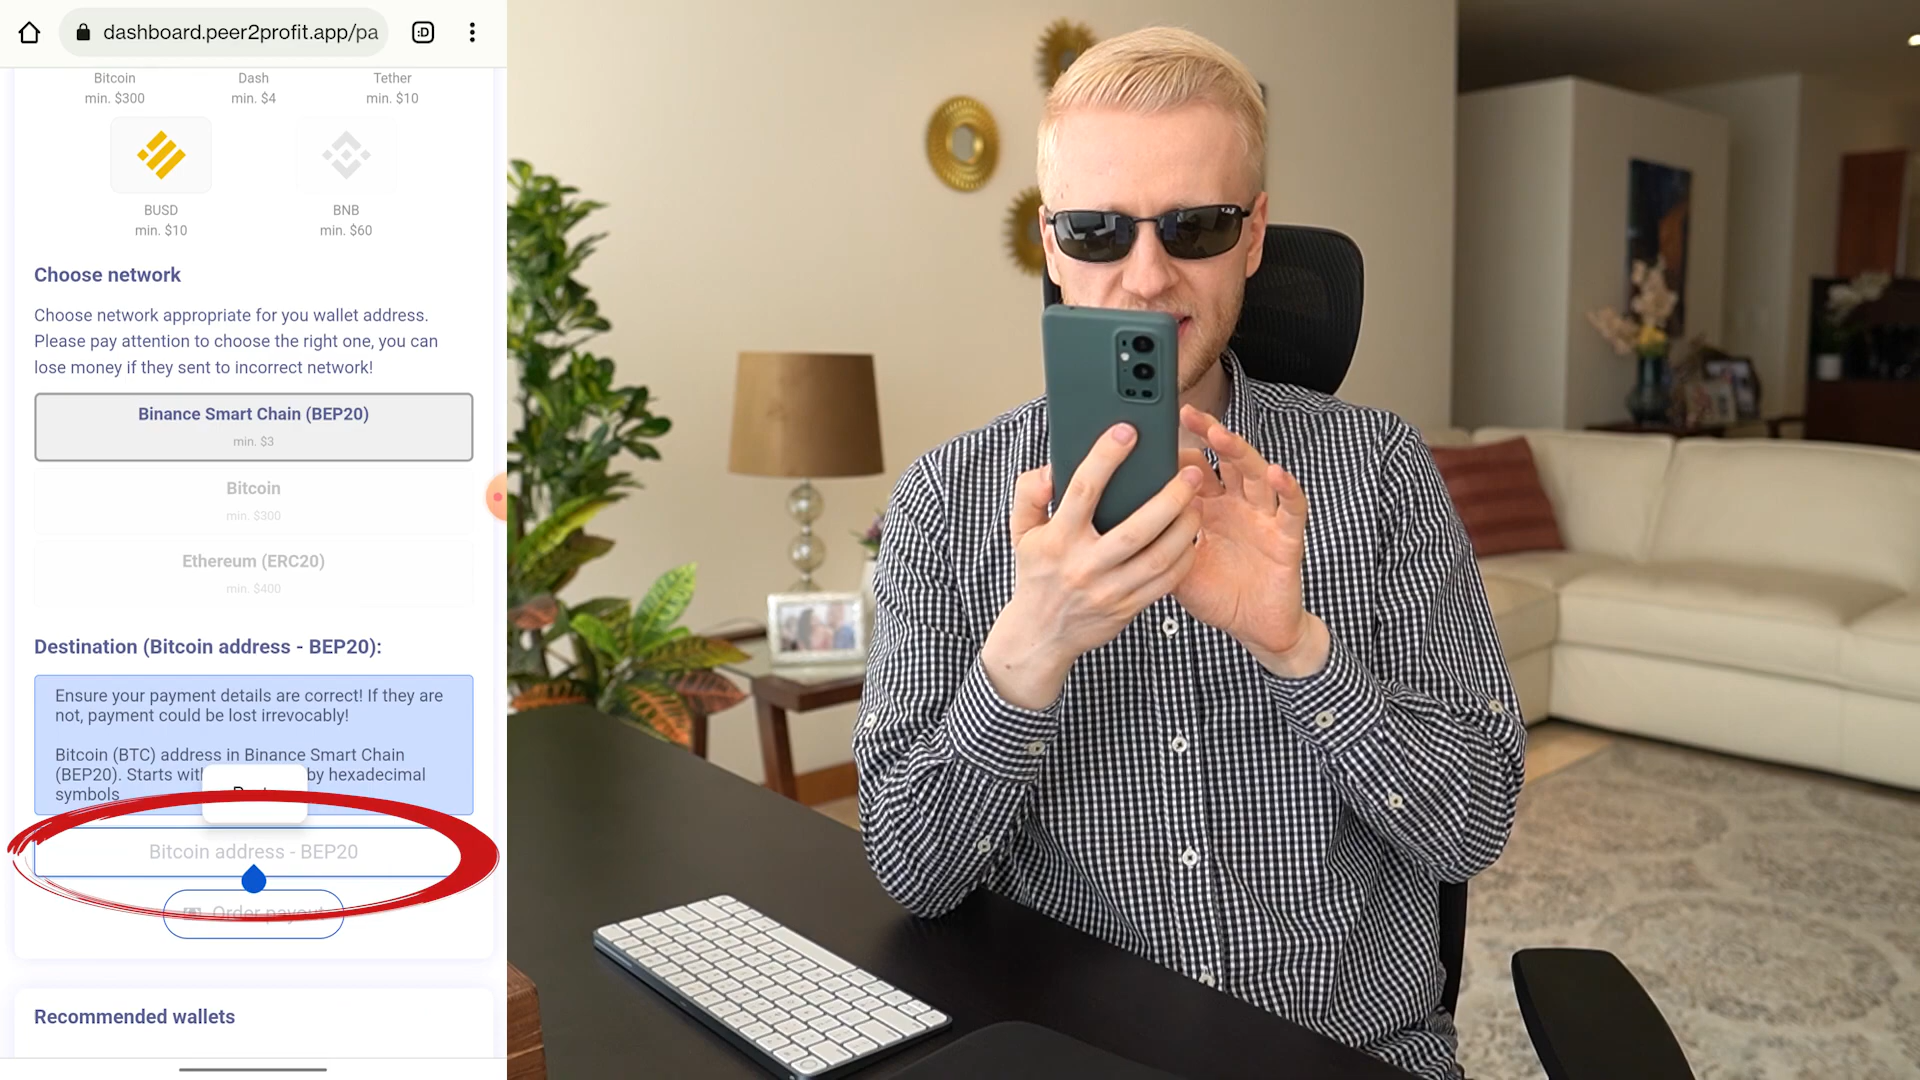 dashboard.peer2profit.app/pa
:D
Bitcoin
min. $300
Dash
min. $4
Tether
min. $10
BUSD
min. $10
BNB
min. $60
Choose network
Choose network appropriate for you wallet address.
Please pay attention to choose the right one, you can
lose money if they sent to incorrect network!
Binance Smart Chain (BEP20)
min. $3
Bitcoin
min. $300
Ethereum (ERC20)
min. $400
Destination (Bitcoin address - BEP20):
Ensure your payment details are correct! If they are
not, payment could be lost irrevocably!
Bitcoin (BTC) address in Binance Smart Chain
(BEP20). Starts with by hexadecimal
symbols
Bitcoin address - BEP20
Order payout
Recommended wallets